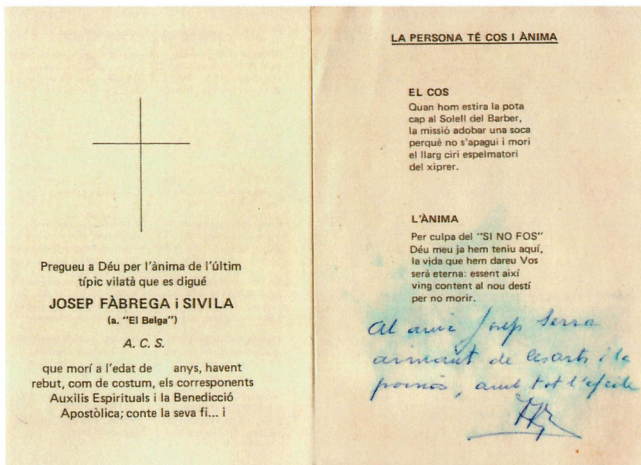 Pregueu a Déu per l'ànima de l'últim
típic vilatà que es digué
JOSEP FÀBREGA i SIVILA
(a. "El Belga")
A. C. S.
que morí a l'edat de anys, havent
rebut, com de costum, els corresponents
Auxilis Espirituals i la Benedicció
Apostòlica; conte la seva fi... i
LA PERSONA TÉ COS I ÀNIMA
EL COS
Quan hom estira la pota
cap al Solell del Barber,
la missió adobar una soca
perquè no s'apagui i mori
el llarg ciri espelmatori
del xiprer.
L'ÀNIMA
Per culpa del "SI NO FOS"
Déu meu ja hem teniu aquí,
la vida que hem dareu Vos
serà eterna: essent així
ving content al nou destí
per no morir.
Al amic Josep Serra
de les arts i la
amb tot l'afecte